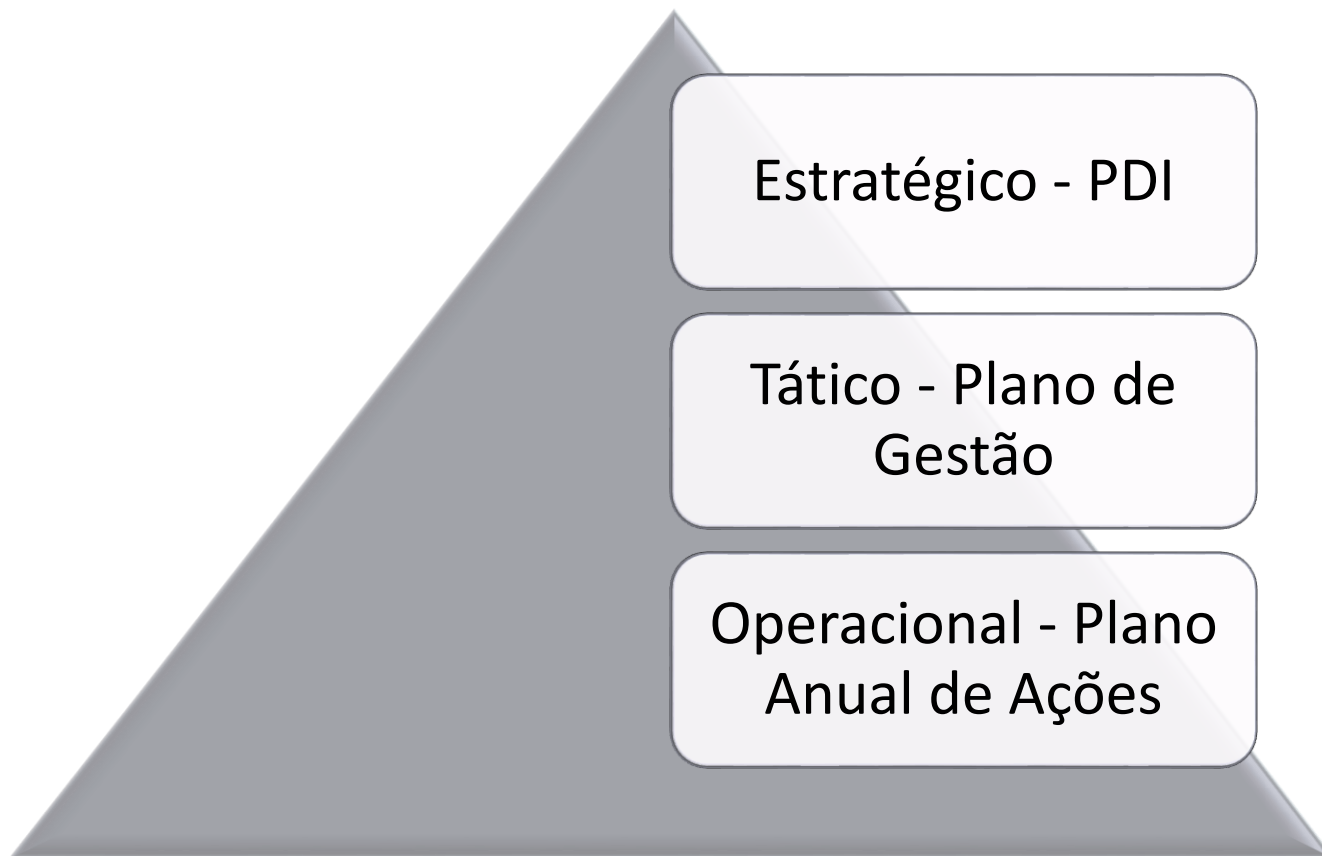 Estratégico - PDI
Tático - Plano de
Gestão
Operacional - Plano
Anual de Ações